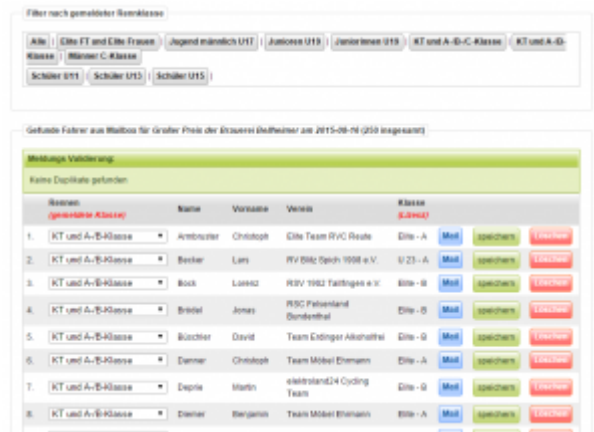 Filter nach gemeldeter Rennklasse
Alle | Elite FT und Elite Frauen | Jugend männlich U17 | Junioren U19 | Juniorinnen U19 | KT und A-/B-/C-Klasse | KT und A-/B-
Klasse | Männer C-Klasse
Schüler U11 | Schüler U13 | Schüler U15 |
Gefunde Fahrer aus Mailbox für Großer Preis der Brauerei Bellheimer am 2015-08-16 (250 insgesamt)
Meldungs Validierung:
Keine Duplikate gefunden
Rennen Name Vorname Verein Klasse
(gemeldete Klasse) (Lizenz)
1. KT und A-/B-Klasse Armbruster Christoph Elite Team RVC Reute Elite - A Mail speichern Löschen
2. KT und A-/B-Klasse Becker Lars RV Blitz Spich 1908 e.V. U 23 - A Mail speichern Löschen
3. KT und A-/B-Klasse Bock Lorenz RSV 1962 Tailfingen e.V. Elite - B Mail speichern Löschen
4. KT und A-/B-Klasse Brödel Jonas RSC Felsenland Bundenthal Elite - B Mail speichern Löschen
5. KT und A-/B-Klasse Büschler David Team Erdinger Alkoholfrei Elite - B Mail speichern Löschen
6. KT und A-/B-Klasse Danner Christoph Team Möbel Ehrmann Elite - A Mail speichern Löschen
7. KT und A-/B-Klasse Deprie Martin elektroland24 Cycling Team Elite - B Mail speichern Löschen
8. KT und A-/B-Klasse Diemer Benjamin Team Möbel Ehrmann Elite - A Mail speichern Löschen